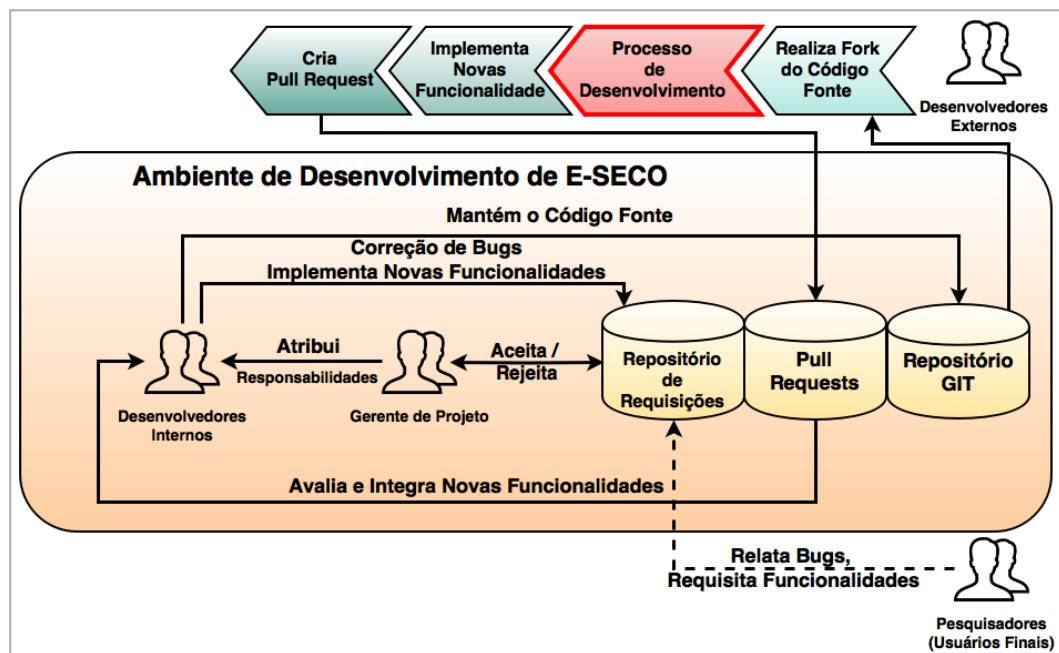 Cria
Pull Request
Implementa
Novas
Funcionalidade
Processo
de
Desenvolvimento
Realiza Fork
do Código
Fonte
Desenvolvedores
Externos
Ambiente de Desenvolvimento de E-SECO
Mantém o Código Fonte
Correção de Bugs
Implementa Novas Funcionalidades
Atribui
Responsabilidades
Aceita /
Rejeita
Repositório
de
Requisições
Pull
Requests
Repositório
GIT
Desenvolvedores
Internos
Gerente de Projeto
Avalia e Integra Novas Funcionalidades
Relata Bugs,
Requisita Funcionalidades
Pesquisadores
(Usuários Finais)